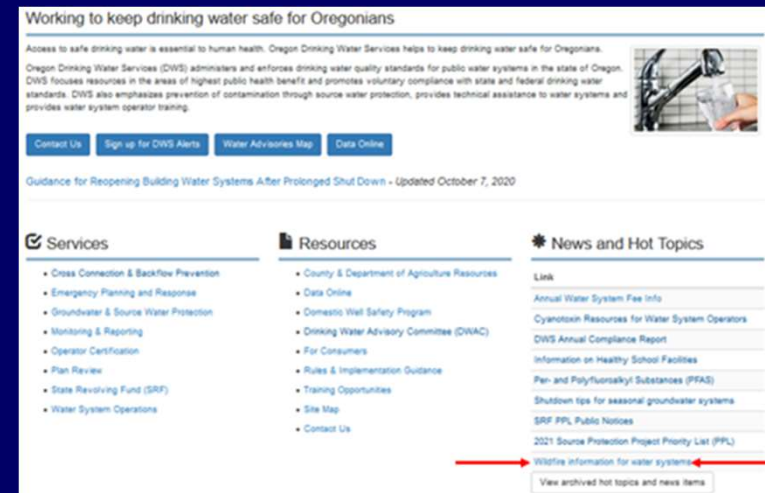 Working to keep drinking water safe for Oregonians
Access to safe drinking water is essential to human health. Oregon Drinking Water Services helps to keep drinking water safe for Oregonians.
Oregon Drinking Water Services (DWS) administers and enforces drinking water quality standards for public water systems in the state of Oregon.
DWS focuses resources in the areas of highest public health benefit and promotes voluntary compliance with state and federal drinking water
standards. DWS also emphasizes prevention of contamination through source water protection, provides technical assistance to water systems and
provides water system operator training.
Contact Us
Sign up for DWS Alerts
Water Advisories Map
Data Online
Guidance for Reopening Building Water Systems After Prolonged Shut Down - Updated October 7, 2020
Services
Cross Connection & Backflow Prevention
Emergency Planning and Response
Groundwater & Source Water Protection
Monitoring & Reporting
Operator Certification
Plan Review
State Revolving Fund (SRF)
Water System Operations
Resources
County & Department of Agriculture Resources
Data Online
Domestic Well Safety Program
Drinking Water Advisory Committee (DWAC)
For Consumers
Rules & Implementation Guidance
Training Opportunities
Site Map
Contact Us
News and Hot Topics
Link
Annual Water System Fee Info
Cyanotoxin Resources for Water System Operators
DWS Annual Compliance Report
Information on Healthy School Facilities
Per- and Polyfluoroalkyl Substances (PFAS)
Shutdown tips for seasonal groundwater systems
SRF PPL Public Notices
2021 Source Protection Project Priority List (PPL)
Wildfire information for water systems
View archived hot topics and news items